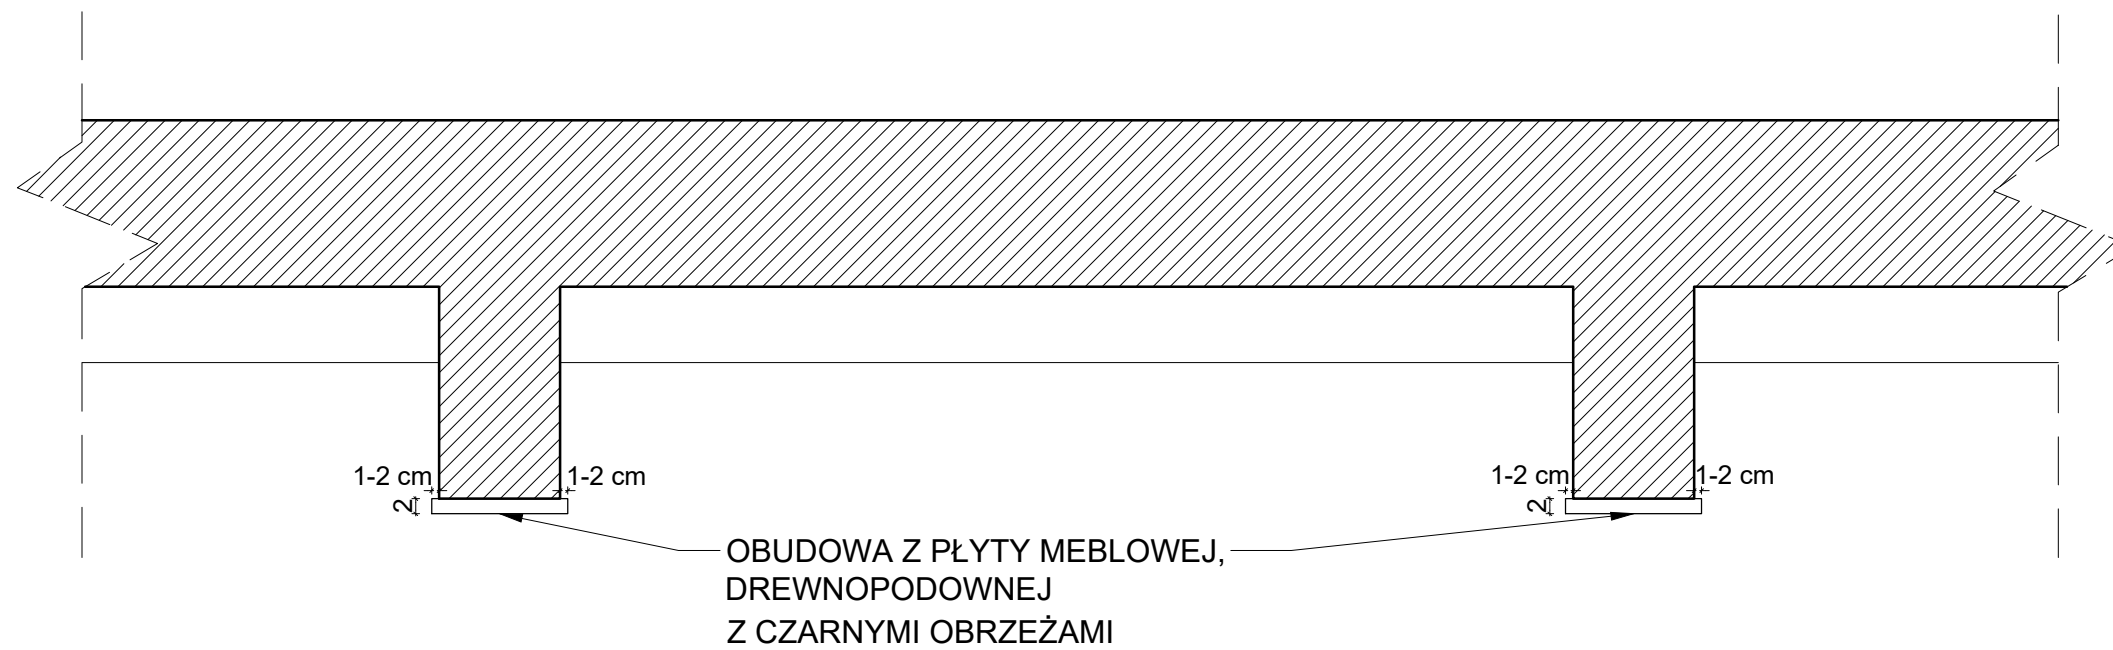 1-2 cm 1-2 cm 1-2 cm 1-2 cm
2 2
OBUDOWA Z PŁYTY MEBLOWEJ,
DREWNOPODOWNEJ
Z CZARNYMI OBRZEŻAMI